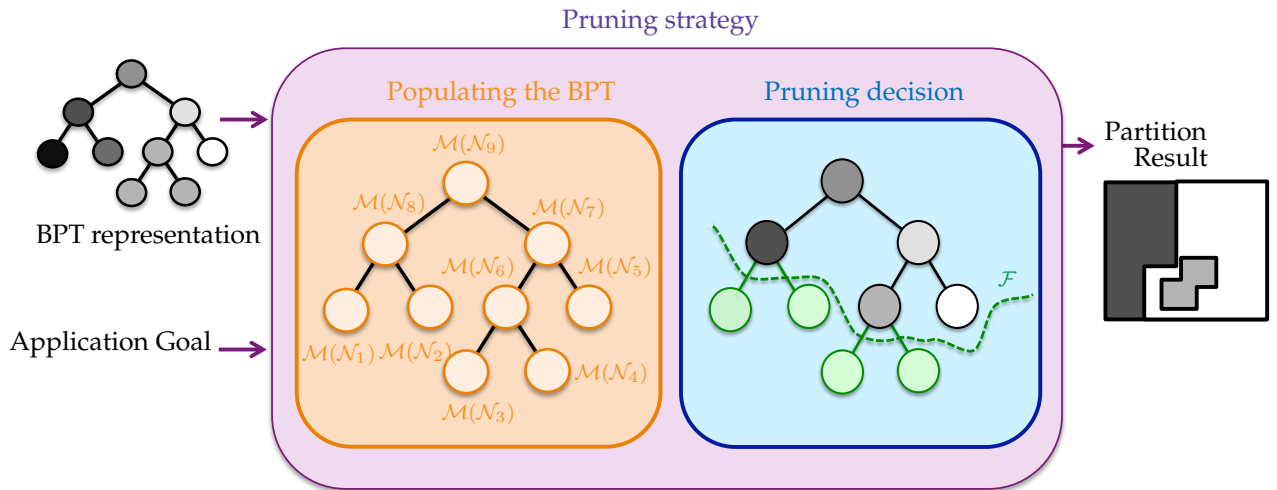 Pruning strategy
Populating the BPT
Pruning decision
BPT representation
Application Goal
ℳ(𝒩₉)
ℳ(𝒩₈)
ℳ(𝒩₇)
ℳ(𝒩₆)
ℳ(𝒩₅)
ℳ(𝒩₁)
ℳ(𝒩₂)
ℳ(𝒩₄)
ℳ(𝒩₃)
ℱ
Partition
Result